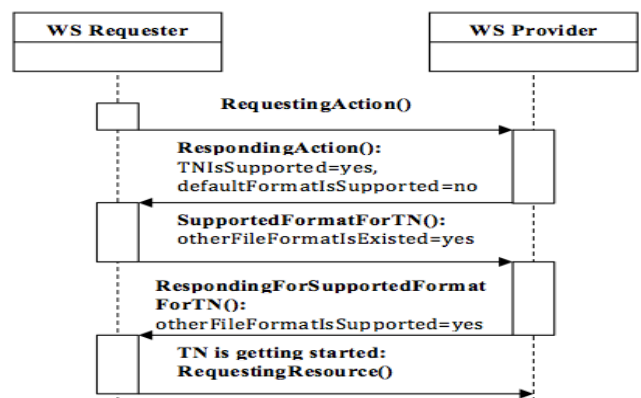 WS Requester
WS Provider
RequestingAction()
RespondingAction():
TNIsSupported=yes,
defaultFormatIsSupported=no
SupportedFormatForTN():
otherFileFormatIsExisted=yes
RespondingForSupportedFormat
ForTN():
otherFileFormatIsSupported=yes
TN is getting started:
RequestingResource()